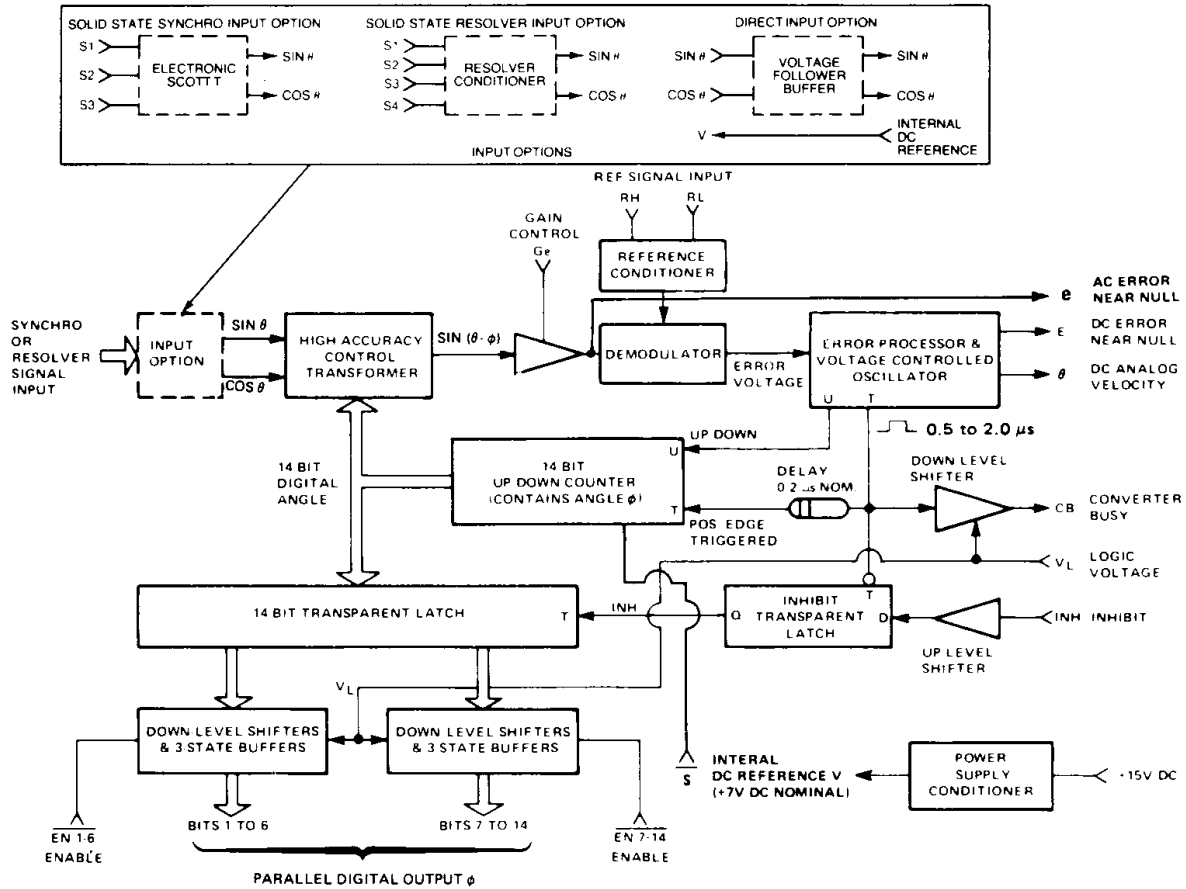 SOLID STATE SYNCHRO INPUT OPTION
S1
S2
S3
ELECTRONIC
SCOTT T
SIN θ
COS θ
SOLID STATE RESOLVER INPUT OPTION
S1
S2
S3
S4
RESOLVER
CONDITIONER
SIN θ
COS θ
DIRECT INPUT OPTION
SIN θ
COS θ
VOLTAGE
FOLLOWER
BUFFER
SIN θ
COS θ
V
INTERNAL
DC
REFERENCE
INPUT OPTIONS
REF SIGNAL INPUT
RH
RL
GAIN
CONTROL
Ge
REFERENCE
CONDITIONER
e
AC ERROR
NEAR NULL
SYNCHRO
OR
RESOLVER
SIGNAL
INPUT
INPUT
OPTION
SIN θ
COS θ
HIGH ACCURACY
CONTROL
TRANSFORMER
SIN (θ-φ)
DEMODULATOR
ERROR
VOLTAGE
ERROR PROCESSOR &
VOLTAGE CONTROLLED
OSCILLATOR
U
T
E
DC ERROR
NEAR NULL
θ
DC ANALOG
VELOCITY
0.5 to 2.0 μs
UP DOWN
14 BIT
DIGITAL
ANGLE
14 BIT
UP DOWN COUNTER
(CONTAINS ANGLE φ)
U
T
DELAY
0.2 μs NOM.
POS EDGE
TRIGGERED
DOWN LEVEL
SHIFTER
CB
CONVERTER
BUSY
VL
LOGIC
VOLTAGE
14 BIT TRANSPARENT LATCH
T
INH
Q
INHIBIT
TRANSPARENT
LATCH
T
D
INH INHIBIT
UP LEVEL
SHIFTER
VL
DOWN-LEVEL SHIFTERS
& 3 STATE BUFFERS
DOWN LEVEL SHIFTERS
& 3 STATE BUFFERS
S
INTERAL
DC REFERENCE V
(+7V DC NOMINAL)
POWER
SUPPLY
CONDITIONER
+15V DC
EN 1-6
ENABLE
BITS 1 TO 6
BITS 7 TO 14
EN 7-14
ENABLE
PARALLEL DIGITAL OUTPUT φ